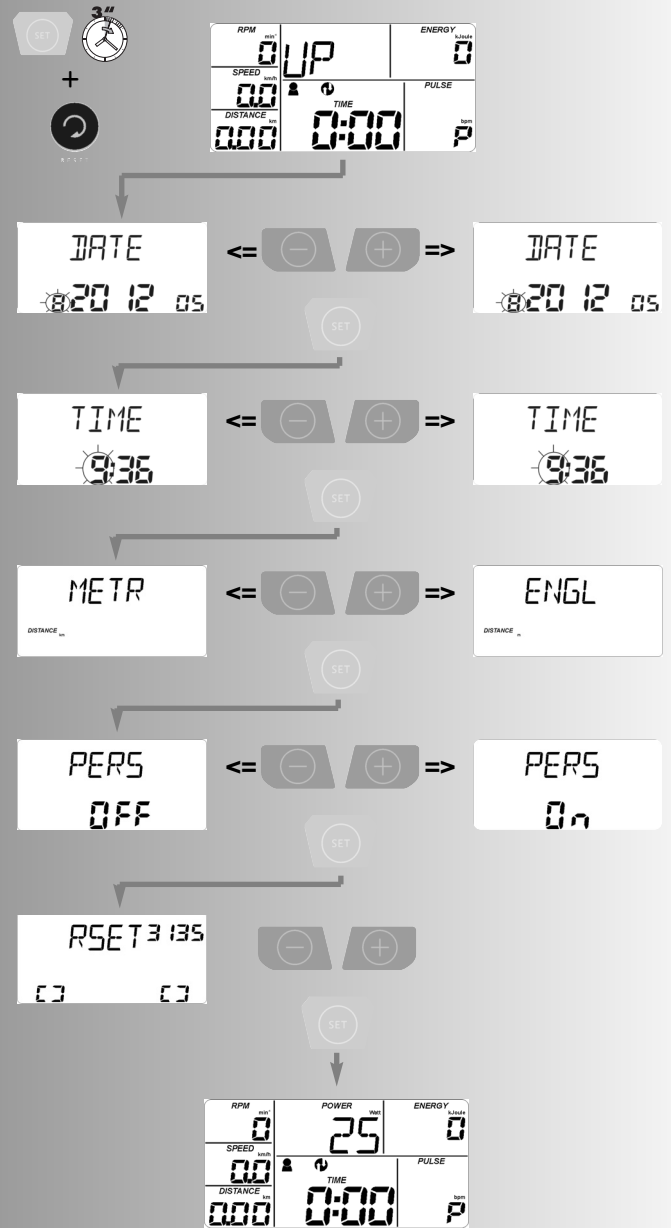 SET
3"
+
RESET
RPM ENERGY
min⁻ kJoule
0 UP 0
SPEED km/h PULSE
0.0 TIME
DISTANCE km bpm
0.00 0:00 P
DATE <= − + => DATE
8 2012 05 8 2012 05
SET
TIME <= − + => TIME
9:36 9:36
SET
METR <= − + => ENGL
DISTANCE km DISTANCE m
SET
PERS <= − + => PERS
OFF On
SET
RSET 3135 − +
[ ] [ ]
SET
RPM POWER ENERGY
min⁻ Watt kJoule
0 25 0
SPEED km/h PULSE
0.0 TIME
DISTANCE km bpm
0.00 0:00 P